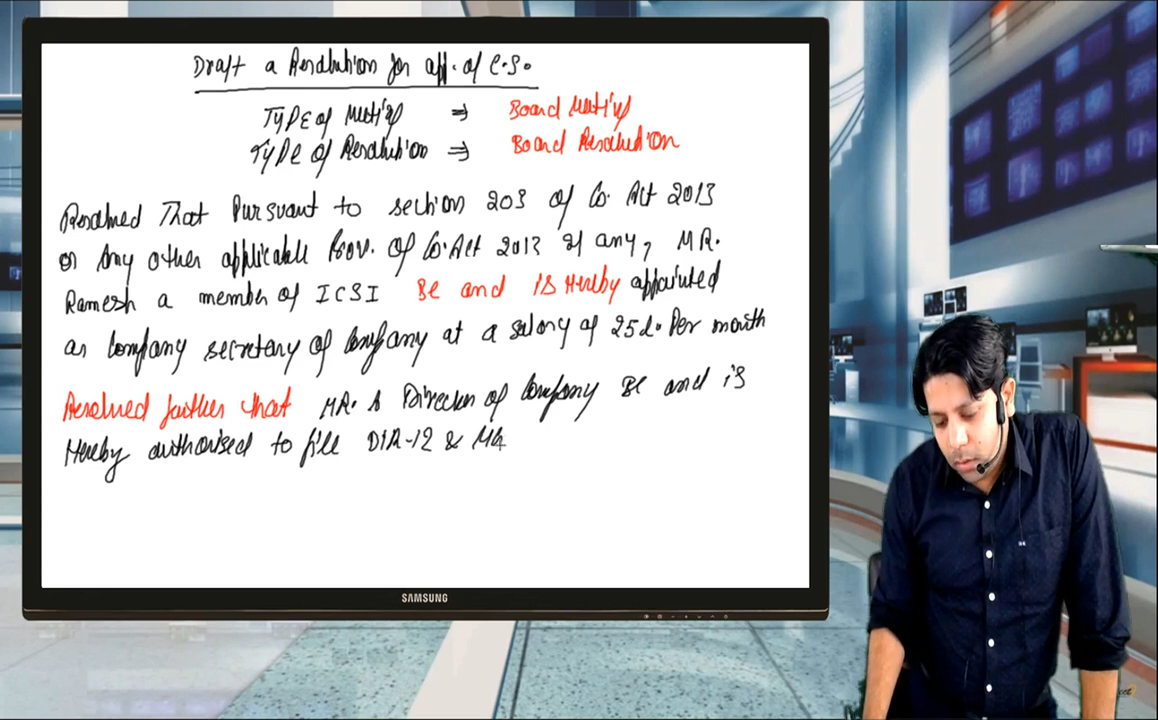 Draft a Resolution for app. of C.S.
TYPE of Meeting ⇒ Board Meeting
TYPE of Resolution ⇒ Board Resolution
Resolved That Pursuant to section 203 of Co. Act 2013
or Any other applicable Prov. of Co. Act 2013 if any, MR.
Ramesh a member of ICSI Be and is Hereby appointed
as Company secretary of Company at a salary of 25L. Per month
Resolved further that MR. A Director of Company Be and is
Hereby authorised to file DIR-12 &
SAMSUNG